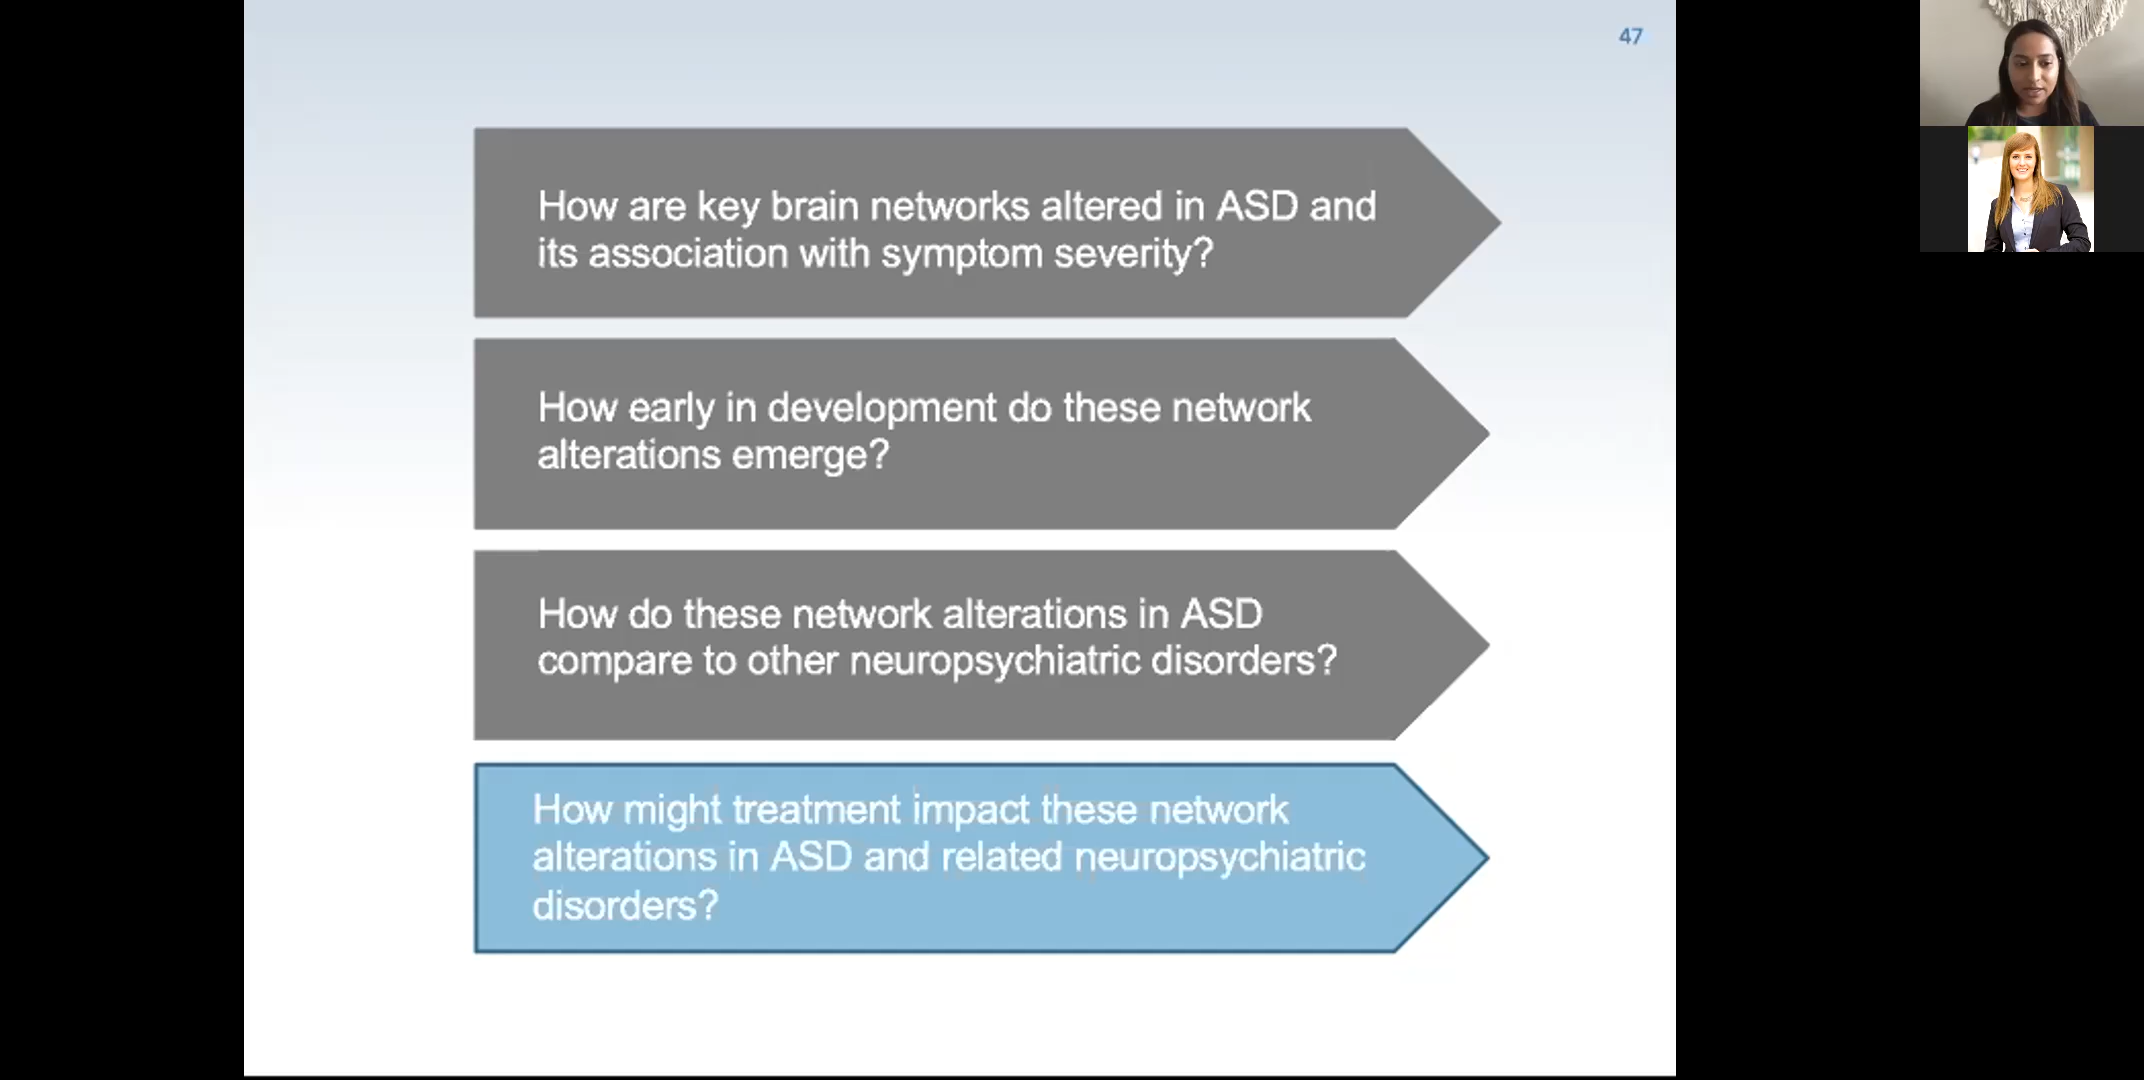 47
How are key brain networks altered in ASD and
its association with symptom severity?
How early in development do these network
alterations emerge?
How do these network alterations in ASD
compare to other neuropsychiatric disorders?
How might treatment impact these network
alterations in ASD and related neuropsychiatric
disorders?